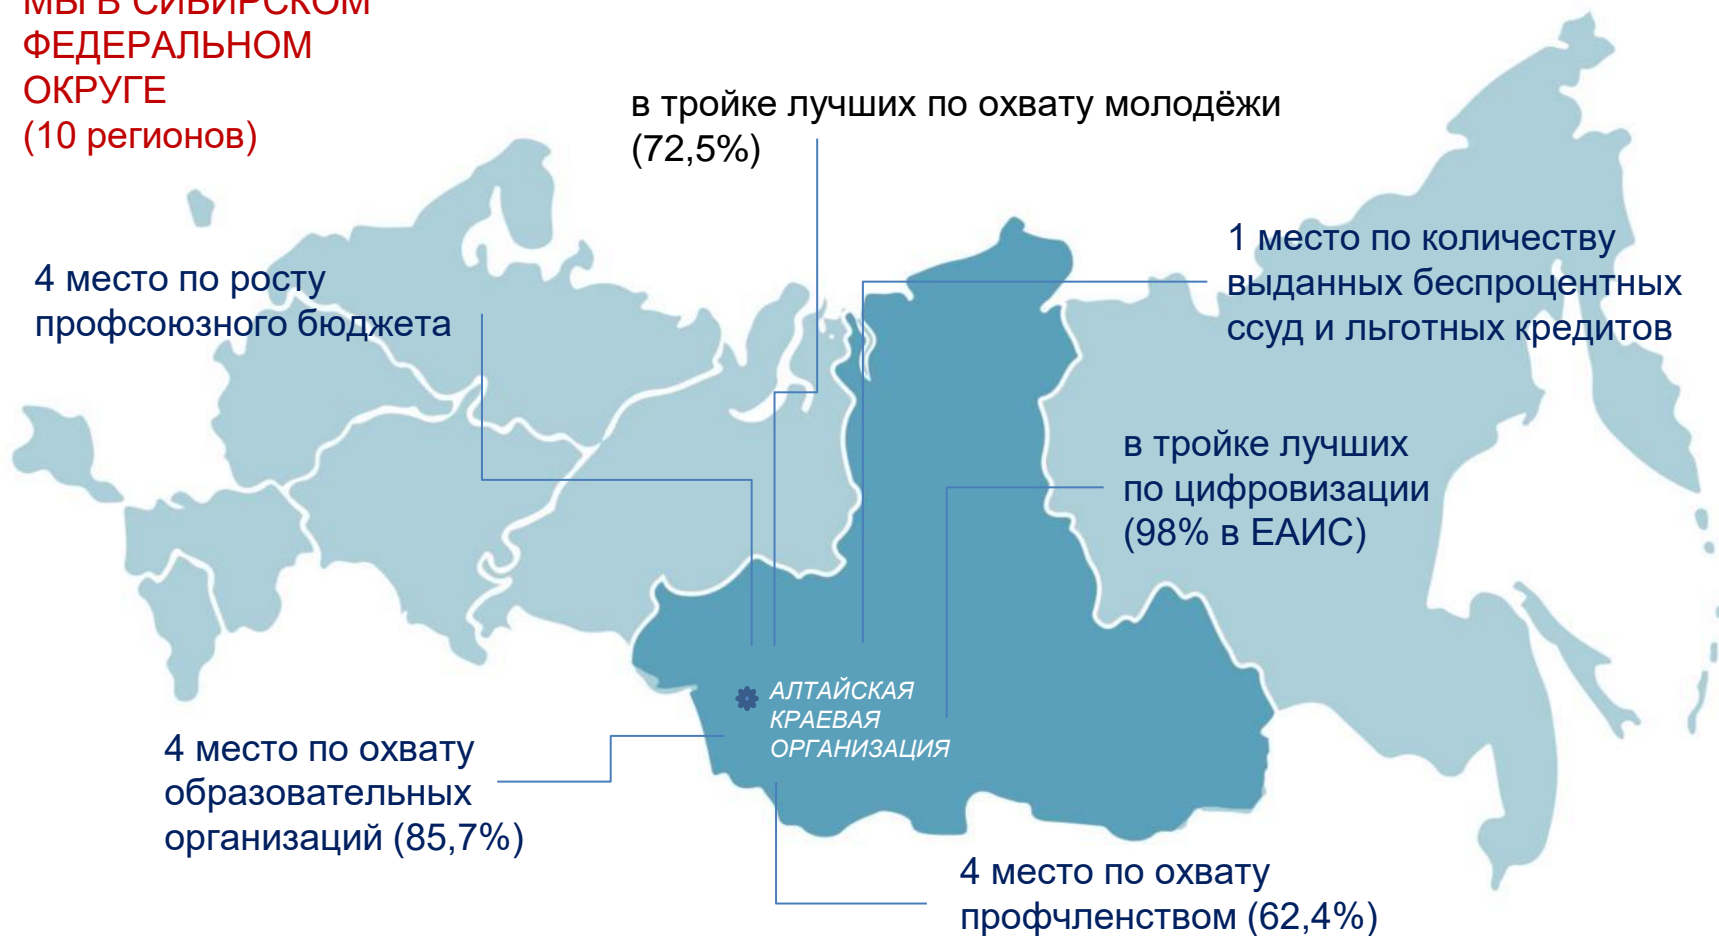 МЫ В СИБИРСКОМ
ФЕДЕРАЛЬНОМ
ОКРУГЕ
(10 регионов)
в тройке лучших по охвату молодёжи
(72,5%)
1 место по количеству
выданных беспроцентных
ссуд и льготных кредитов
4 место по росту
профсоюзного бюджета
в тройке лучших
по цифровизации
(98% в ЕАИС)
АЛТАЙСКАЯ
КРАЕВАЯ
ОРГАНИЗАЦИЯ
4 место по охвату
образовательных
организаций (85,7%)
4 место по охвату
профчленством (62,4%)